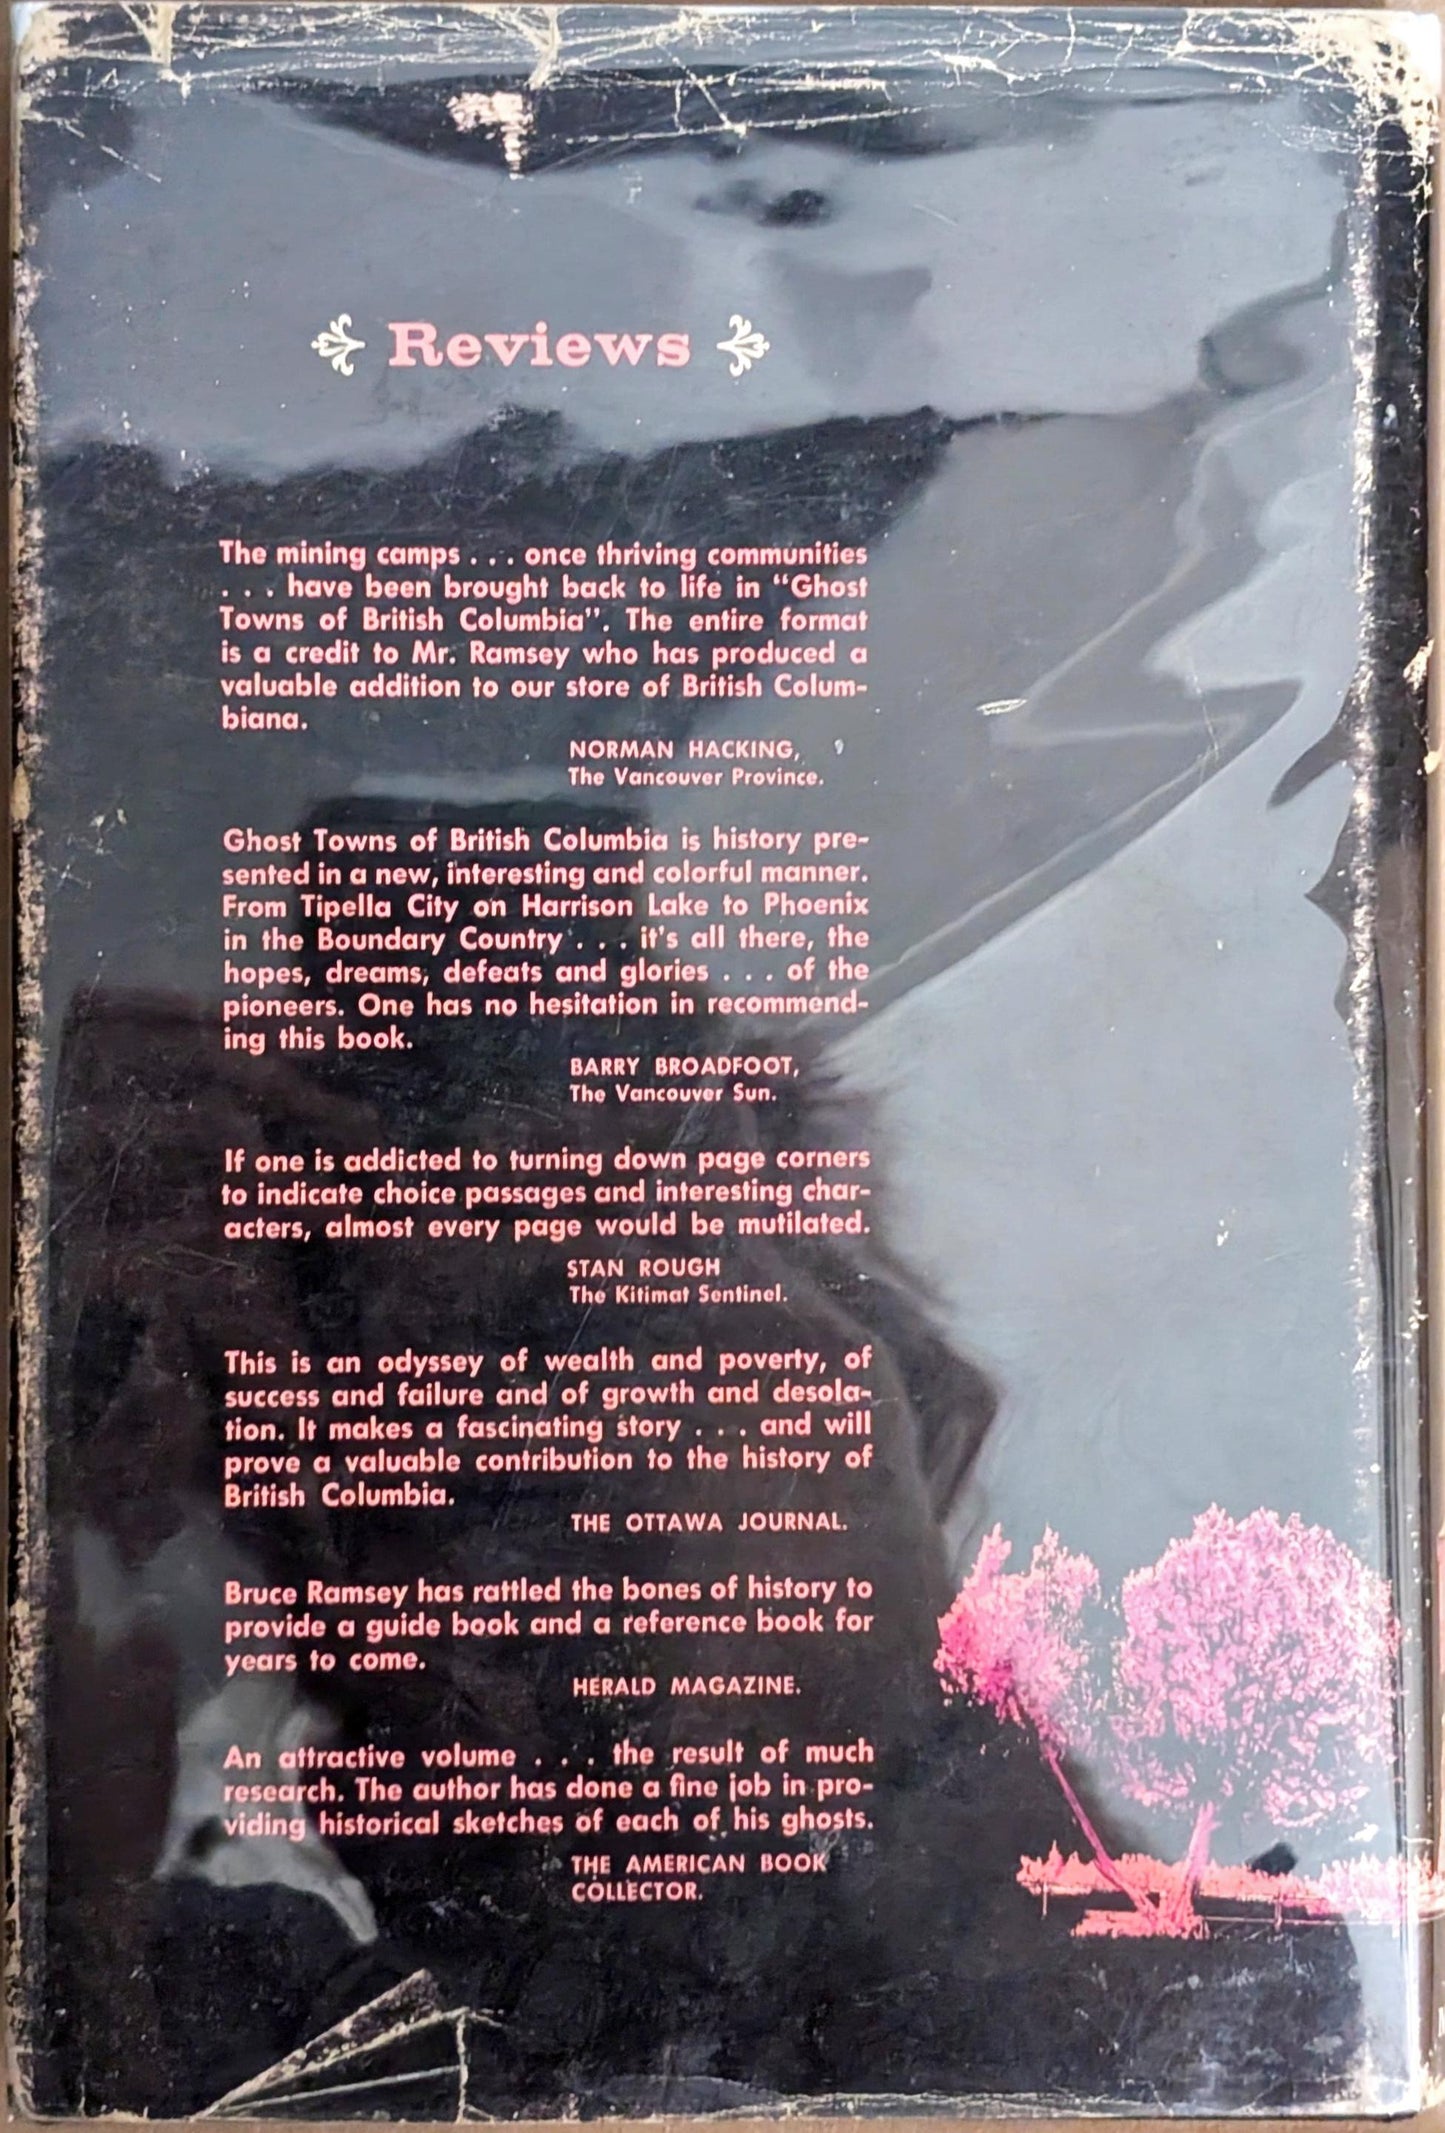 Reviews
The mining camps . . . once thriving communities
. . . have been brought back to life in “Ghost
Towns of British Columbia”. The entire format
is a credit to Mr. Ramsey who has produced a
valuable addition to our store of British Colum-
biana.
NORMAN HACKING,
The Vancouver Province.
Ghost Towns of British Columbia is history pre-
sented in a new, interesting and colorful manner.
From Tipella City on Harrison Lake to Phoenix
in the Boundary Country . . . it's all there, the
hopes, dreams, defeats and glories . . . of the
pioneers. One has no hesitation in recommend-
ing this book.
BARRY BROADFOOT,
The Vancouver Sun.
If one is addicted to turning down page corners
to indicate choice passages and interesting char-
acters, almost every page would be mutilated.
STAN ROUGH
The Kitimat Sentinel.
This is an odyssey of wealth and poverty, of
success and failure and of growth and desola-
tion. It makes a fascinating story . . . and will
prove a valuable contribution to the history of
British Columbia.
THE OTTAWA JOURNAL.
Bruce Ramsey has rattled the bones of history to
provide a guide book and a reference book for
years to come.
HERALD MAGAZINE.
An attractive volume . . . the result of much
research. The author has done a fine job in pro-
viding historical sketches of each of his ghosts.
THE AMERICAN BOOK
COLLECTOR.